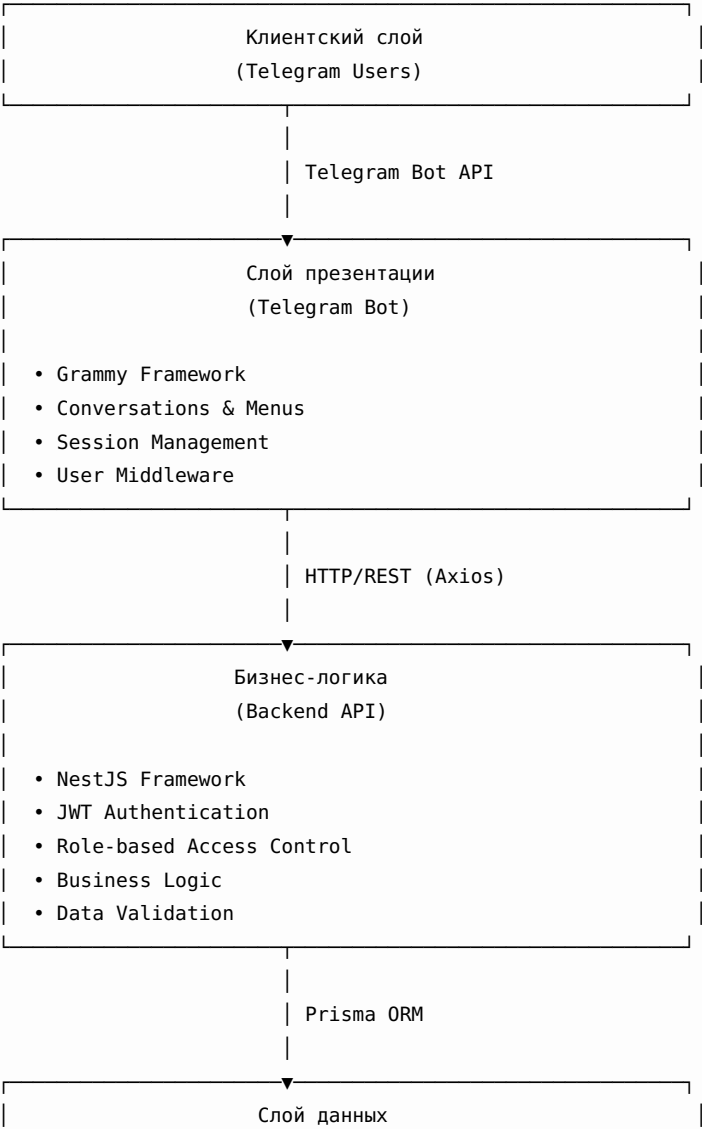 Клиентский слой
(Telegram Users)
Telegram Bot API
Слой презентации
(Telegram Bot)
• Grammy Framework
• Conversations & Menus
• Session Management
• User Middleware
HTTP/REST (Axios)
Бизнес-логика
(Backend API)
• NestJS Framework
• JWT Authentication
• Role-based Access Control
• Business Logic
• Data Validation
Prisma ORM
Слой данных